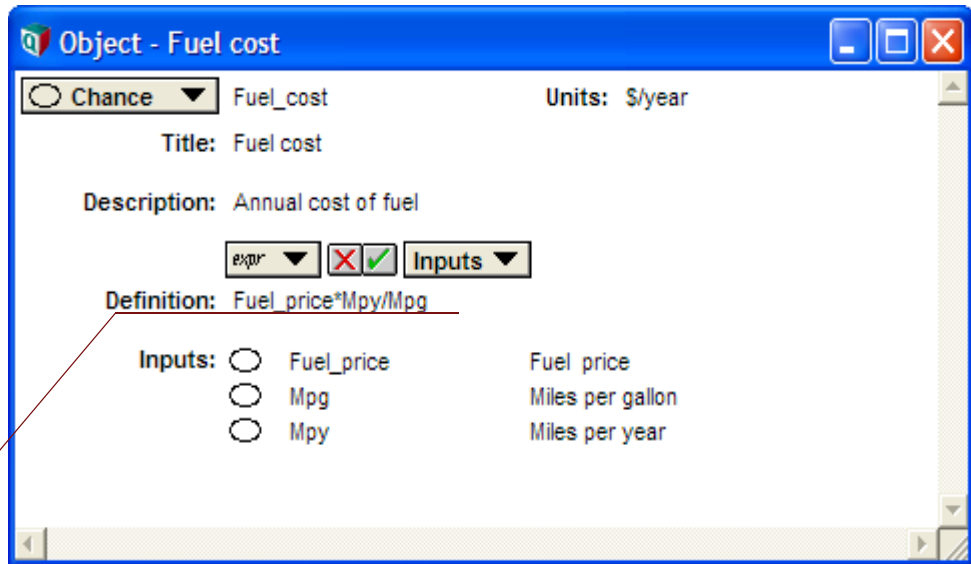 Object - Fuel cost
Chance Fuel_cost Units: $/year
Title: Fuel cost
Description: Annual cost of fuel
expr Inputs
Definition: Fuel_price*Mpy/Mpg
Inputs: Fuel_price Fuel price
Mpg Miles per gallon
Mpy Miles per year